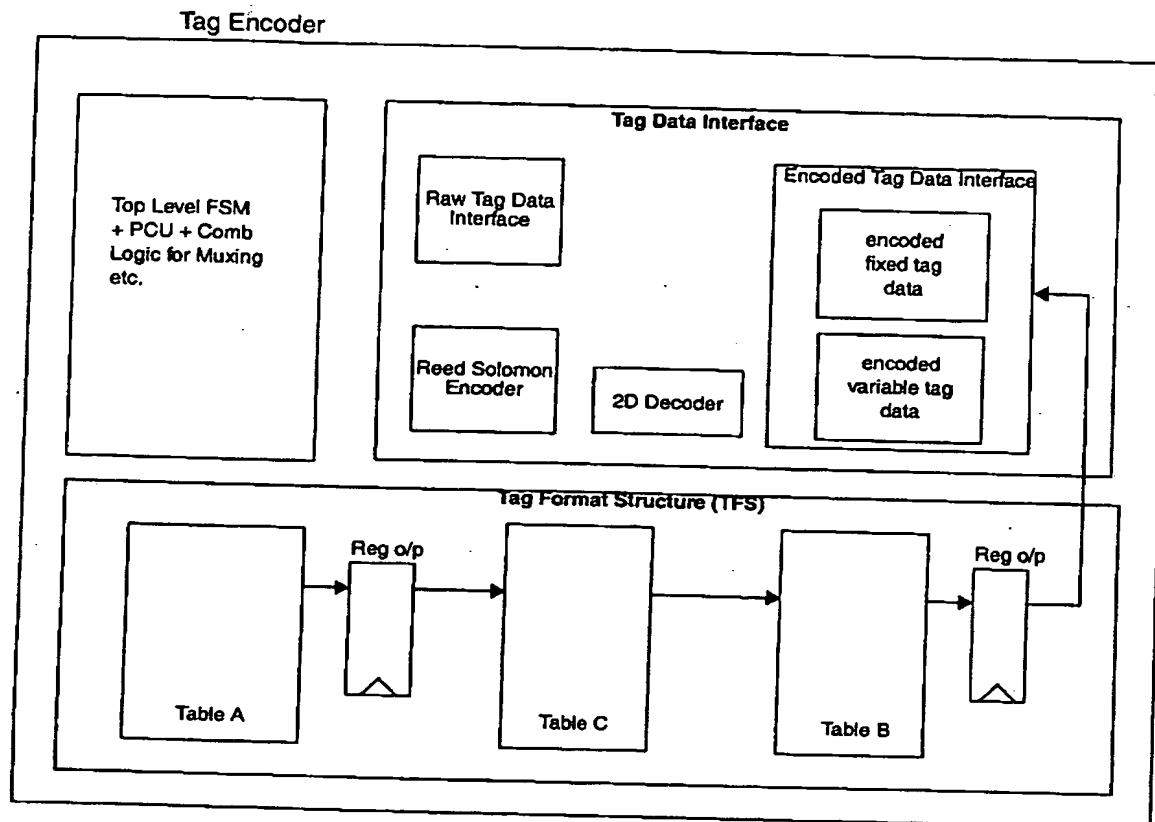 Tag Encoder
Top Level FSM
+ PCU + Comb
Logic for Muxing
etc.
Tag Data Interface
Raw Tag Data
Interface
Reed Solomon
Encoder
2D Decoder
Encoded Tag Data Interface
encoded
fixed tag
data
encoded
variable tag
data
Tag Format Structure (TFS)
Table A
Reg o/p
Table C
Table B
Reg o/p